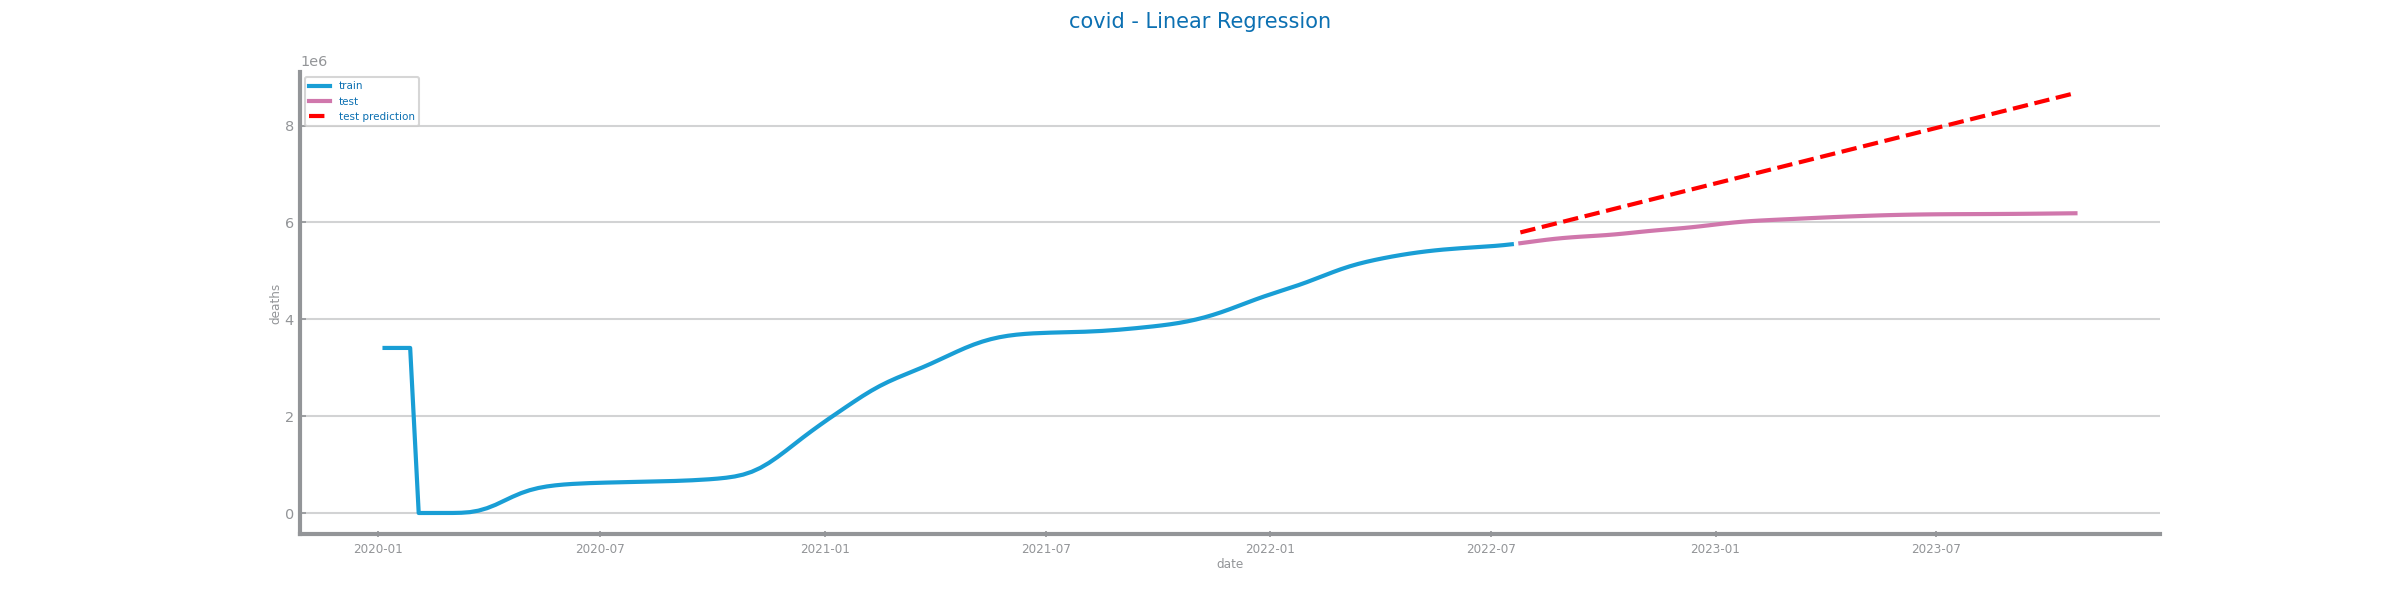 covid - Linear Regression
1e6
train
test
test prediction
8
6
4
2
0
deaths
2020-01 2020-07 2021-01 2021-07 2022-01 2022-07 2023-01 2023-07
date